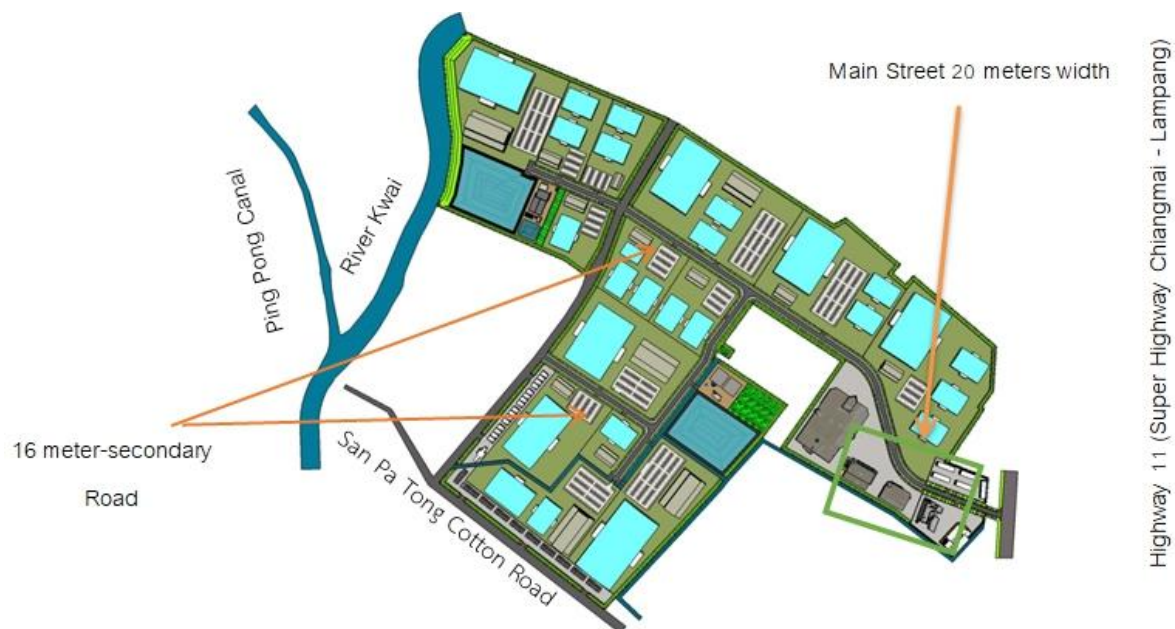 Main Street 20 meters width
Highway 11 (Super Highway Chiangmai - Lampang)
Ping Pong Canal
River Kwai
16 meter-secondary
Road
San Pa Tong Cotton Road